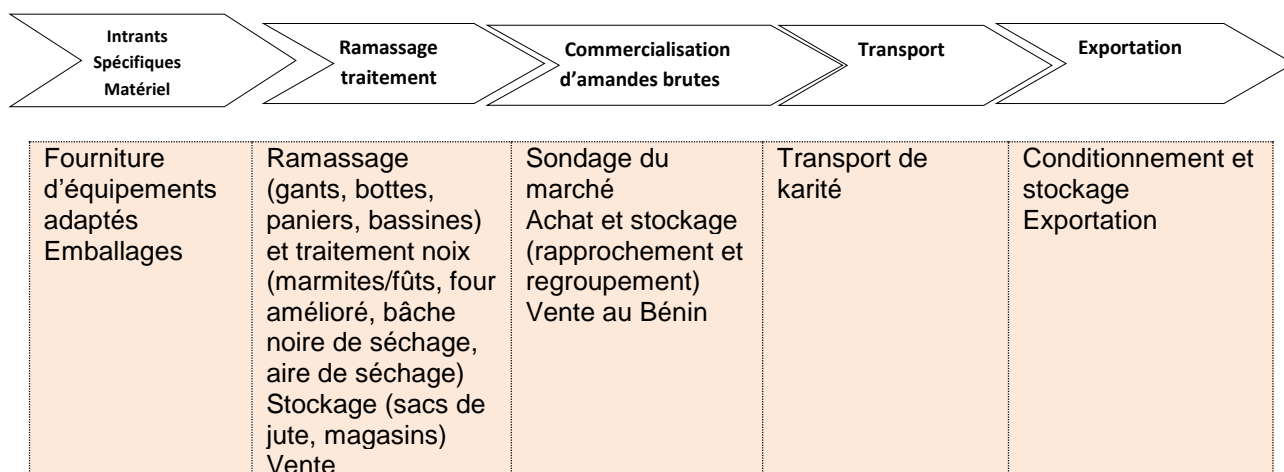 Intrants
Spécifiques
Matériel
Ramassage
traitement
Commercialisation
d’amandes brutes
Transport
Exportation
Fourniture
d’équipements
adaptés
Emballages
Ramassage
(gants, bottes,
paniers, bassines)
et traitement noix
(marmites/fûts, four
amélioré, bâche
noire de séchage,
aire de séchage)
Stockage (sacs de
jute, magasins)
Vente
Sondage du
marché
Achat et stockage
(rapprochement et
regroupement)
Vente au Bénin
Transport de
karité
Conditionnement et
stockage
Exportation